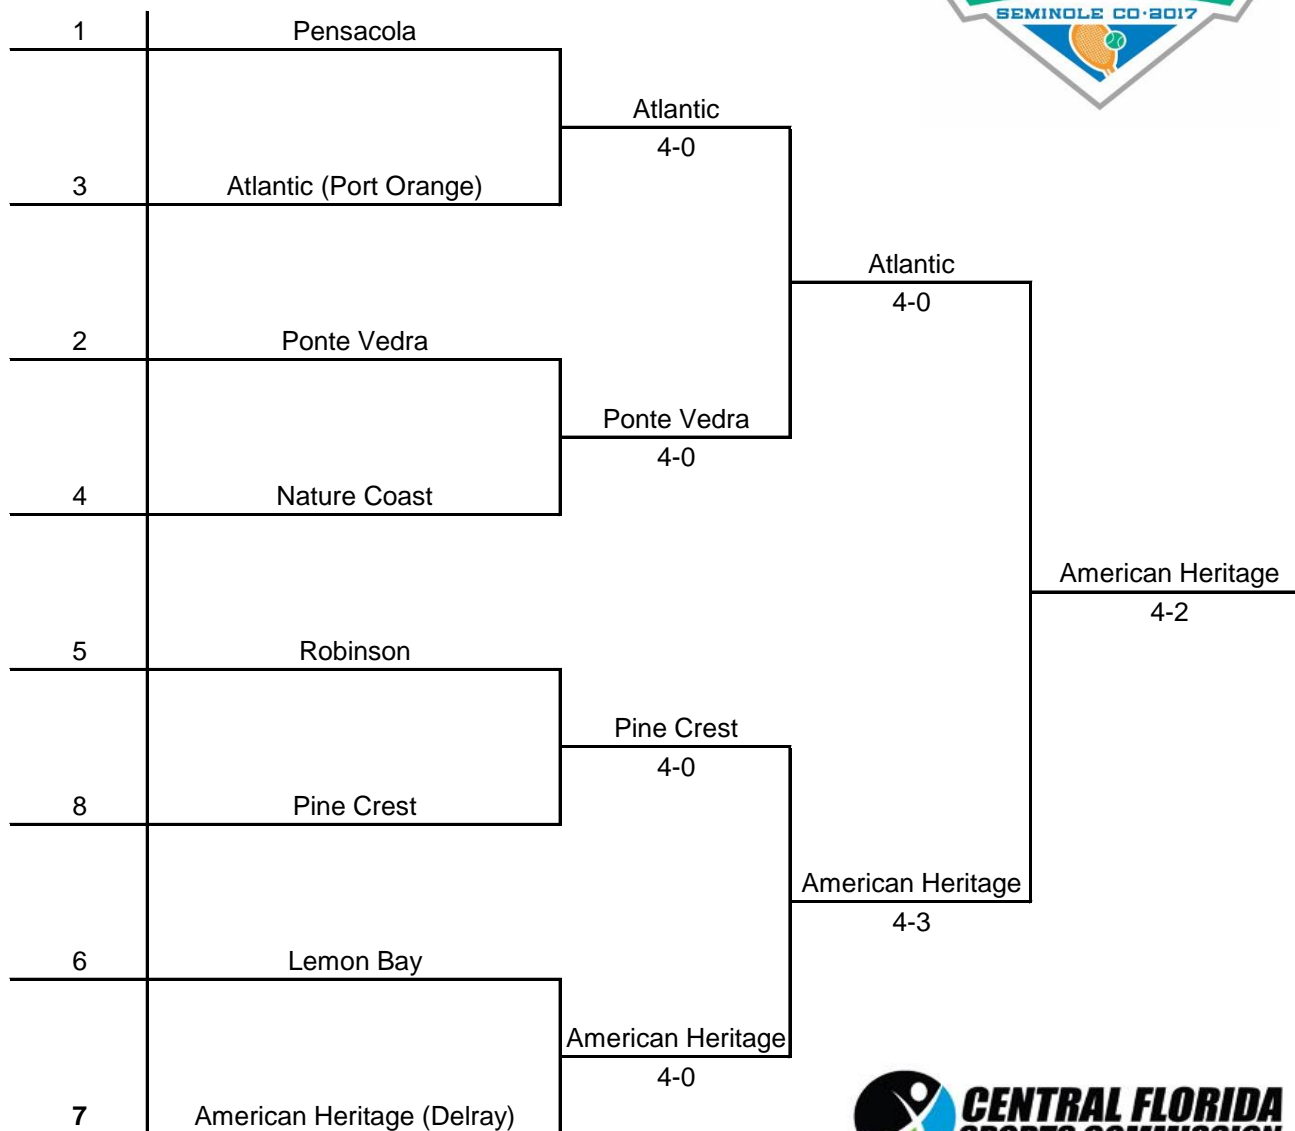 SEMINOLE CO·2017
1 Pensacola
Atlantic
4-0
3 Atlantic (Port Orange)
Atlantic
4-0
2 Ponte Vedra
Ponte Vedra
4-0
4 Nature Coast
American Heritage
4-2
5 Robinson
Pine Crest
4-0
8 Pine Crest
American Heritage
4-3
6 Lemon Bay
American Heritage
4-0
7 American Heritage (Delray)
CENTRAL FLORIDA
SPORTS COMMISSION